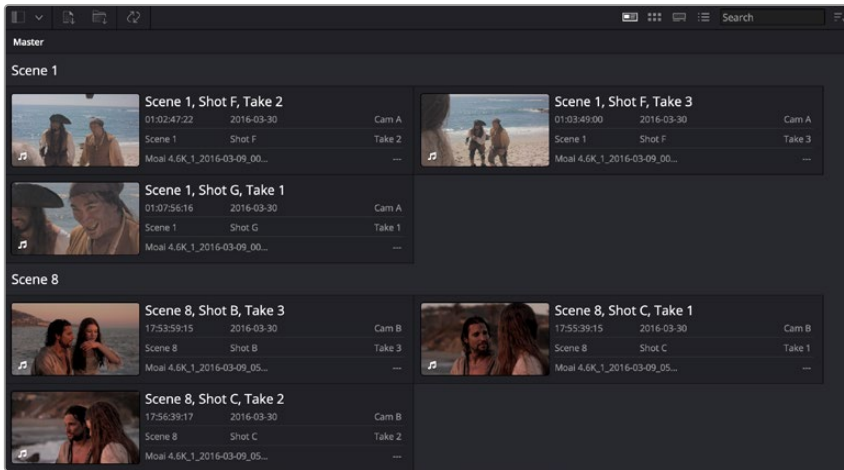 Search
Master
Scene 1
Scene 1, Shot F, Take 2
01:02:47:22 2016-03-30 Cam A
Scene 1 Shot F Take 2
Moai 4.6K_1_2016-03-09_00... ---
Scene 1, Shot F, Take 3
01:03:49:00 2016-03-30 Cam A
Scene 1 Shot F Take 3
Moai 4.6K_1_2016-03-09_00... ---
Scene 1, Shot G, Take 1
01:07:56:16 2016-03-30 Cam A
Scene 1 Shot G Take 1
Moai 4.6K_1_2016-03-09_00... ---
Scene 8
Scene 8, Shot B, Take 3
17:53:59:15 2016-03-30 Cam B
Scene 8 Shot B Take 3
Moai 4.6K_1_2016-03-09_05... ---
Scene 8, Shot C, Take 1
17:55:39:15 2016-03-30 Cam B
Scene 8 Shot C Take 1
Moai 4.6K_1_2016-03-09_05... ---
Scene 8, Shot C, Take 2
17:56:39:17 2016-03-30 Cam B
Scene 8 Shot C Take 2
Moai 4.6K_1_2016-03-09_05... ---